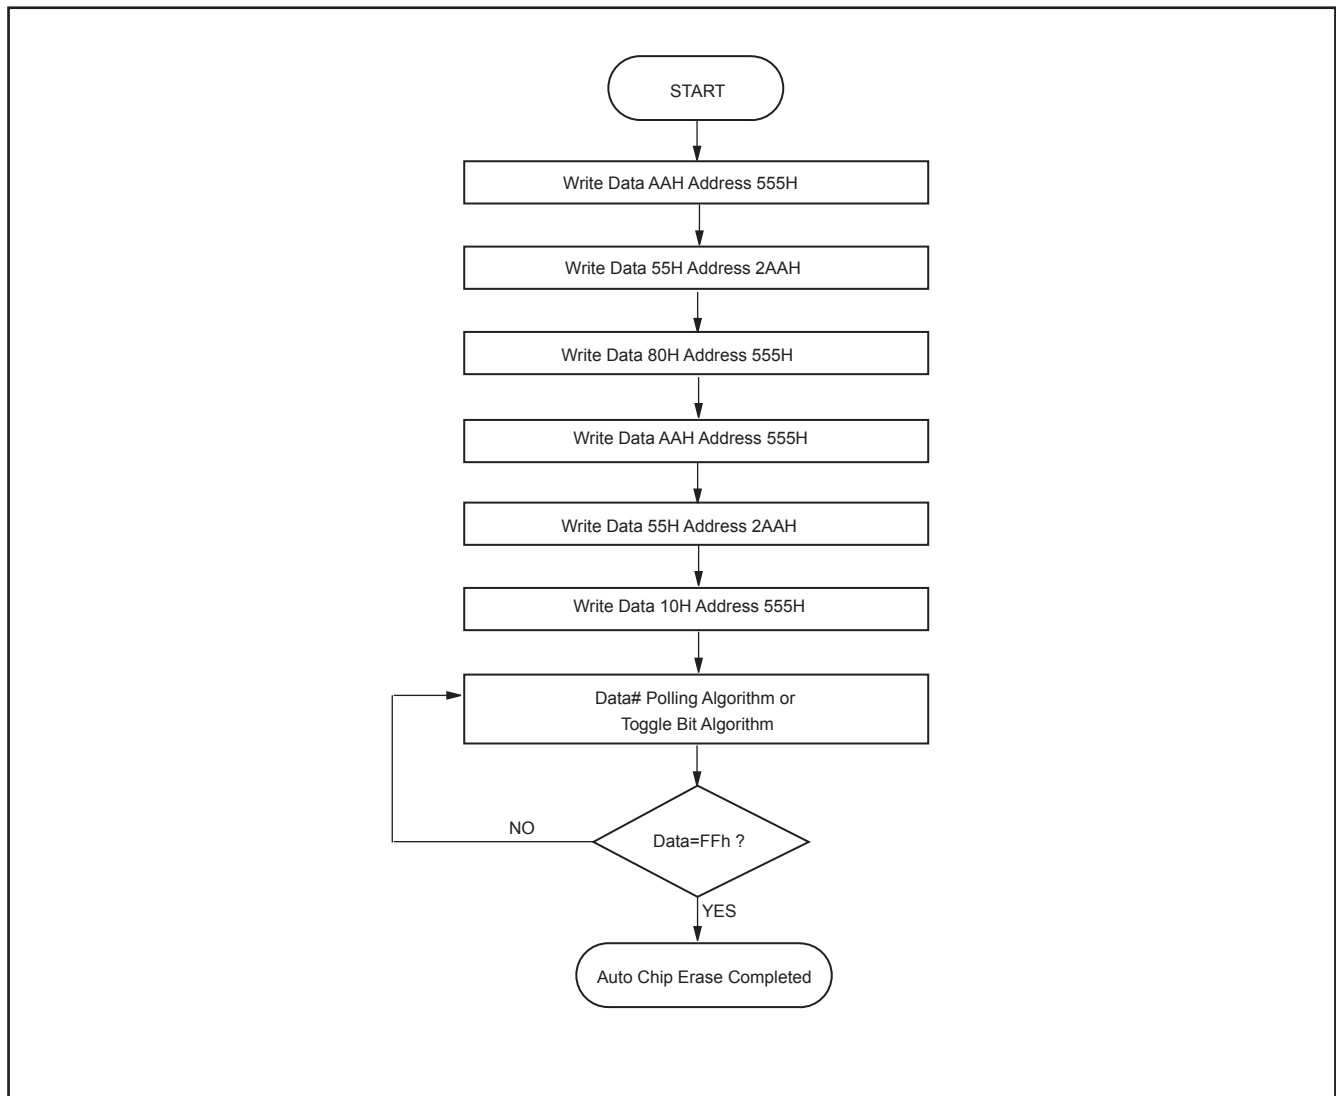 START
Write Data AAH Address 555H
Write Data 55H Address 2AAH
Write Data 80H Address 555H
Write Data AAH Address 555H
Write Data 55H Address 2AAH
Write Data 10H Address 555H
Data# Polling Algorithm or
Toggle Bit Algorithm
NO
Data=FFh ?
YES
Auto Chip Erase Completed